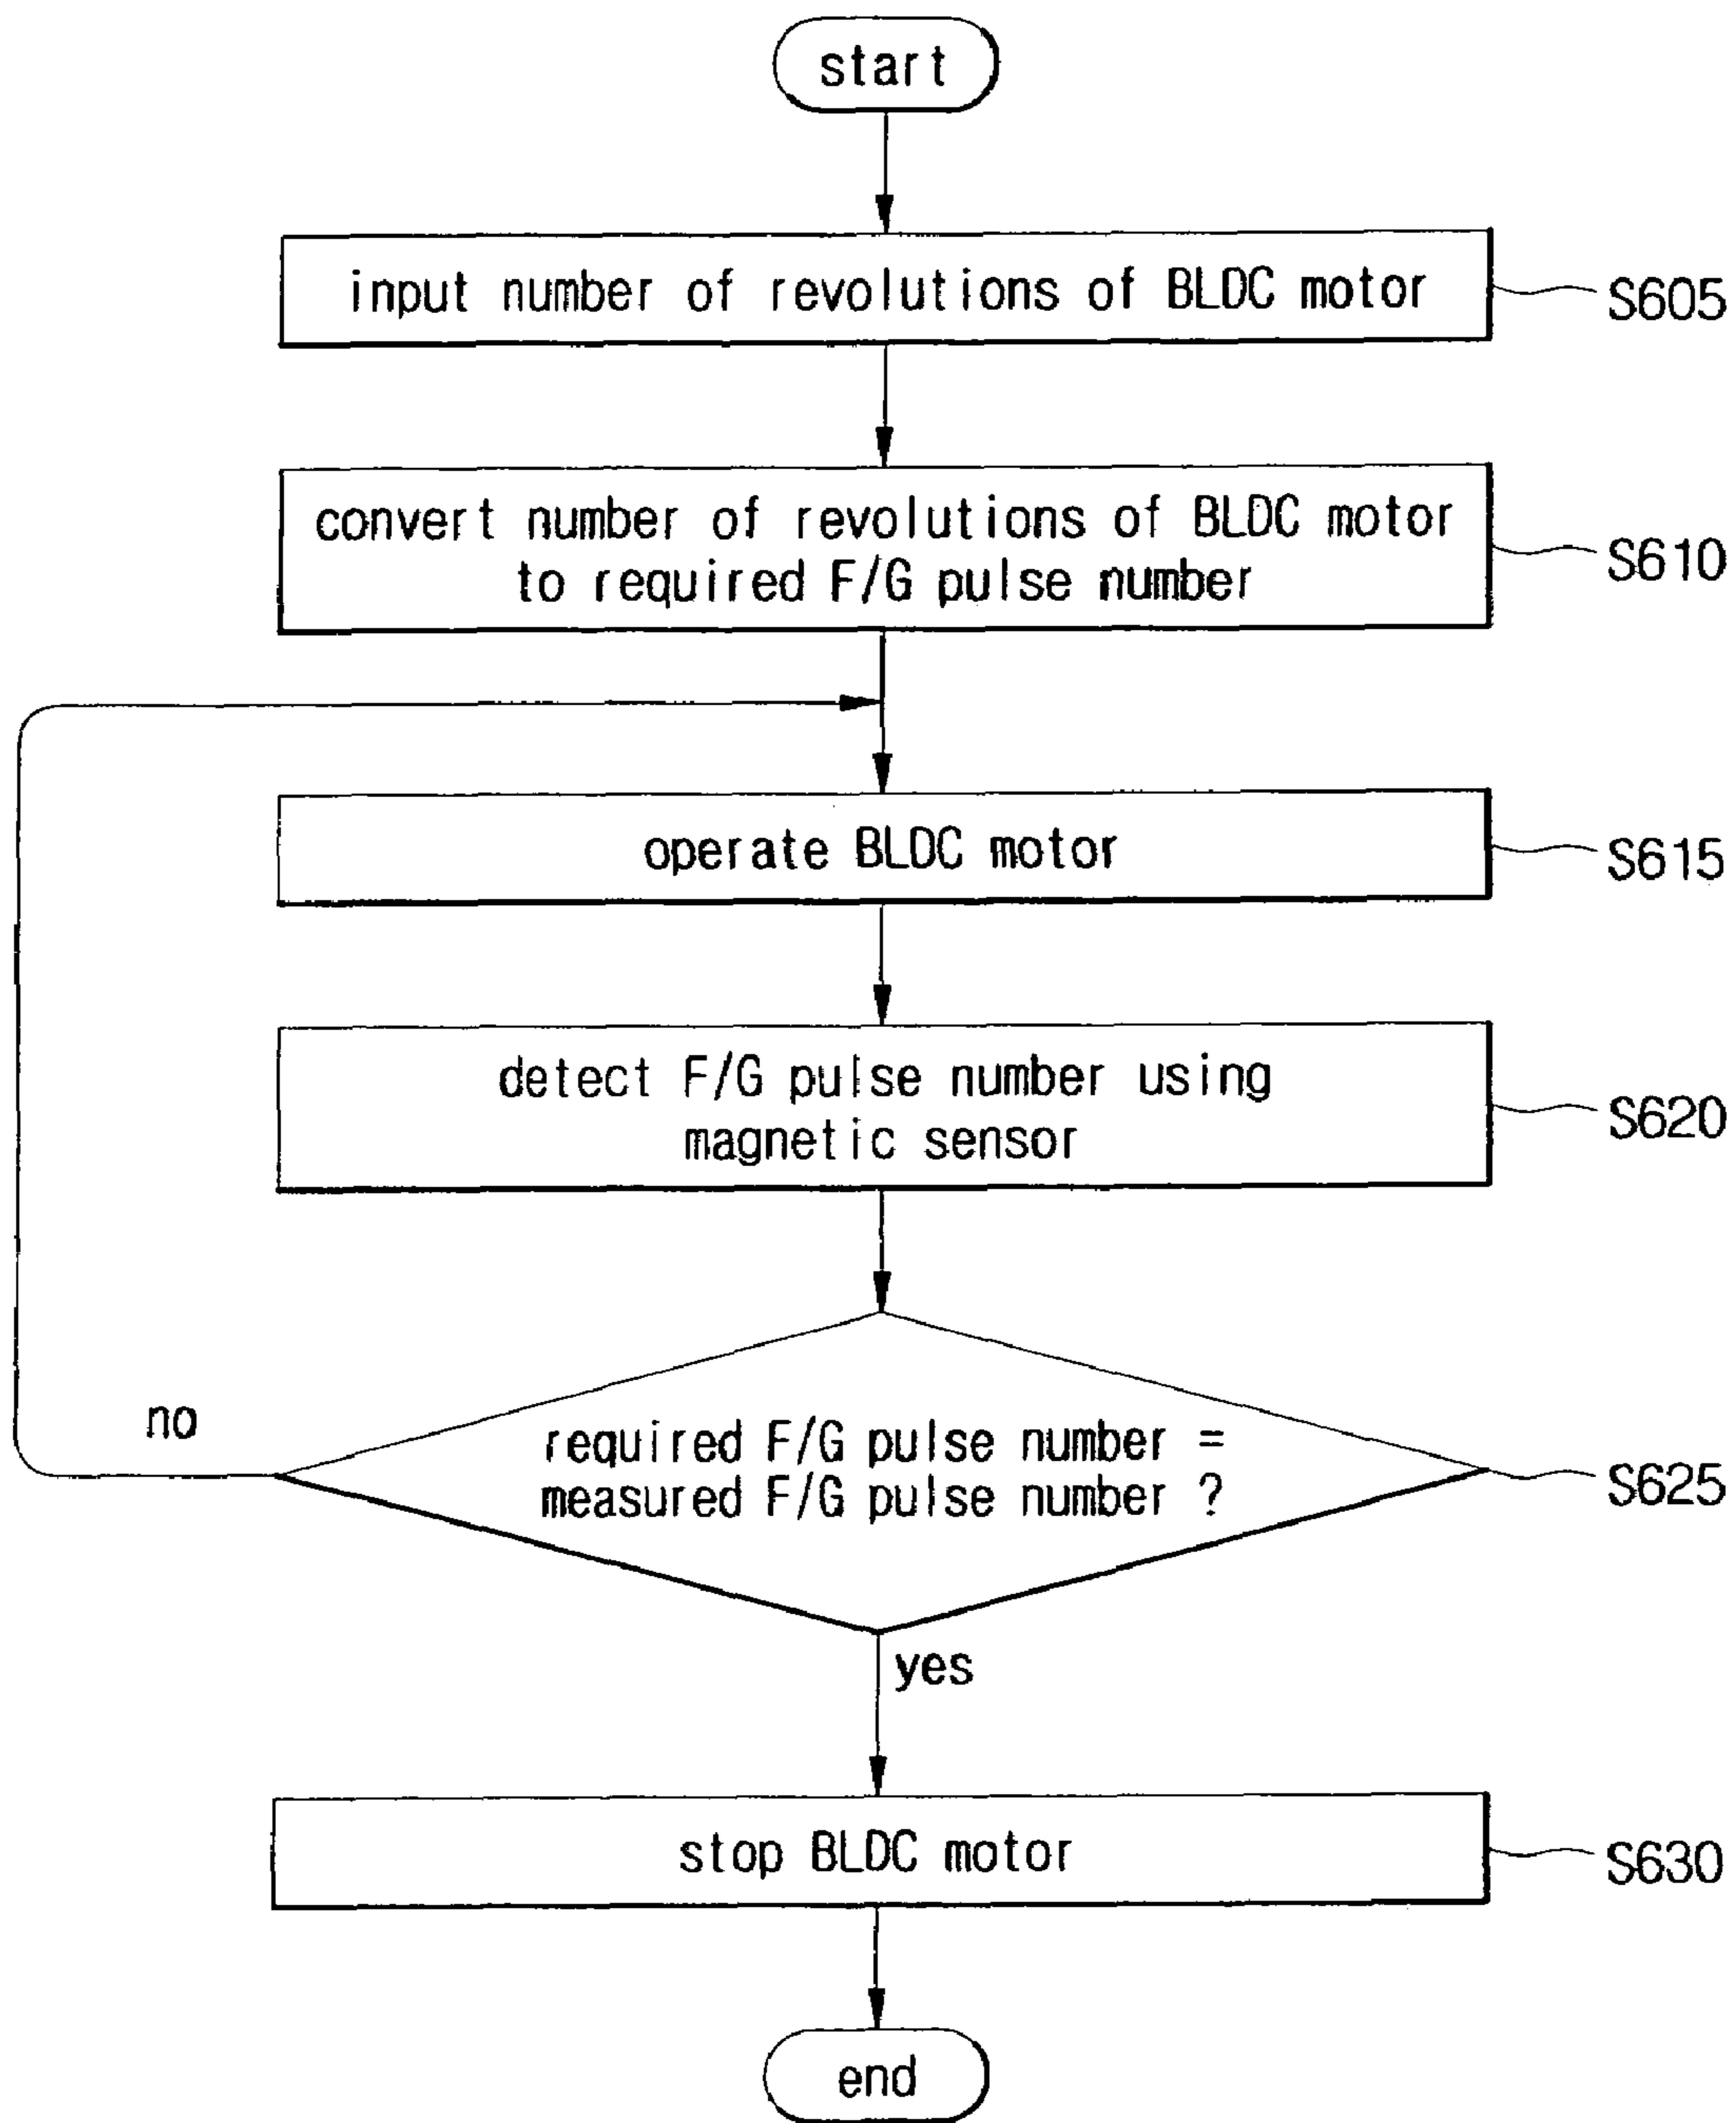 start
input number of revolutions of BLDC motor
S605
convert number of revolutions of BLDC motor
to required F/G pulse number
S610
operate BLDC motor
S615
detect F/G pulse number using
magnetic sensor
S620
no
required F/G pulse number =
measured F/G pulse number ?
S625
yes
stop BLDC motor
S630
end